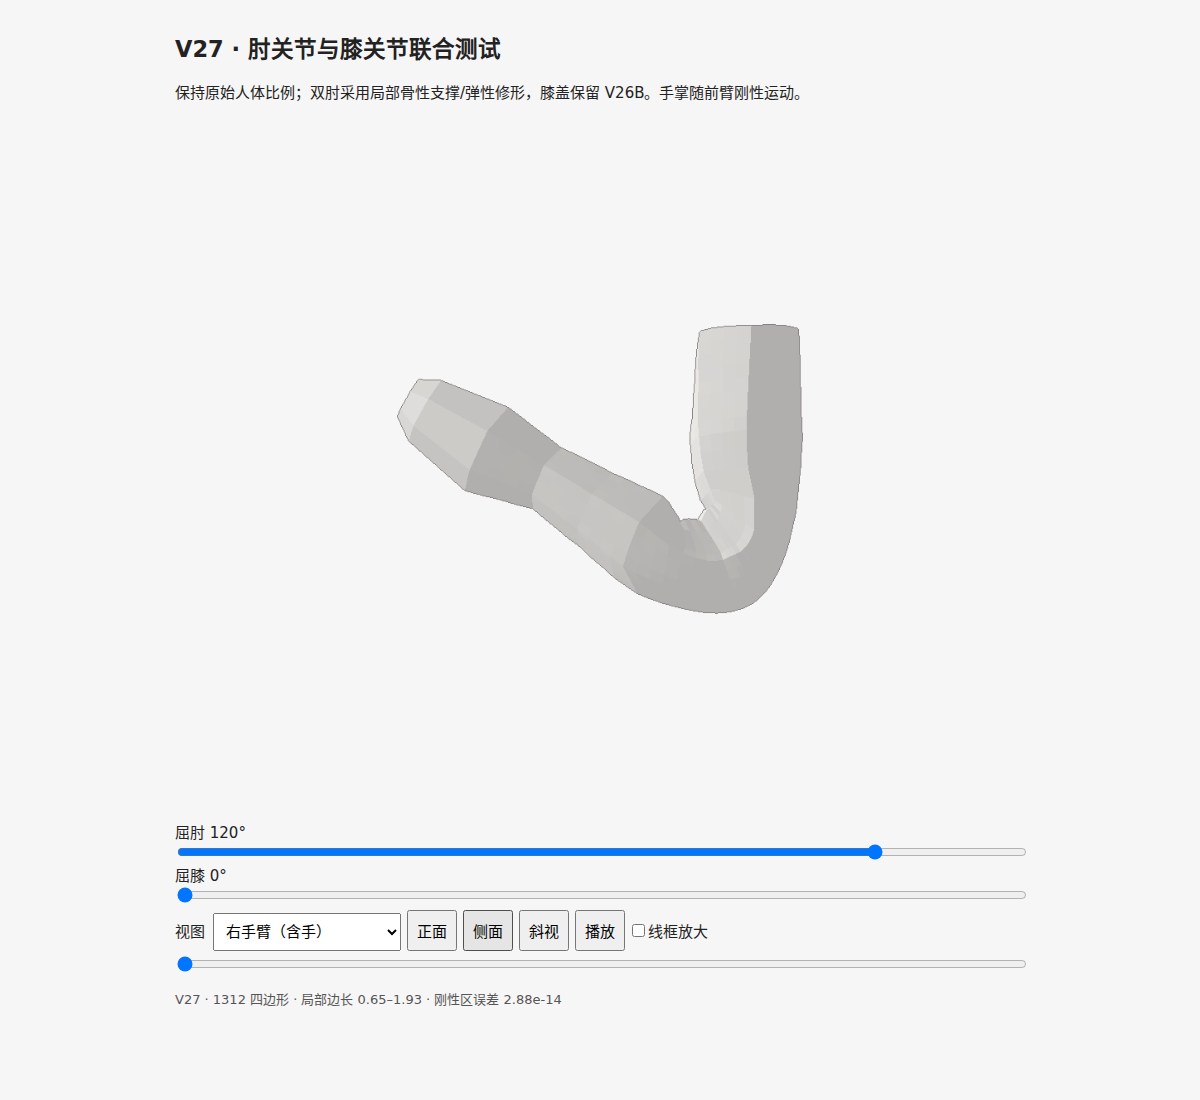 V27 · 肘关节与膝关节联合测试
保持原始人体比例；双肘采用局部骨性支撑/弹性修形，膝盖保留 V26B。手掌随前臂刚性运动。
屈肘 120°
屈膝 0°
视图 右手臂（含手） 正面 侧面 斜视 播放 线框放大
V27 · 1312 四边形 · 局部边长 0.65–1.93 · 刚性区误差 2.88e-14